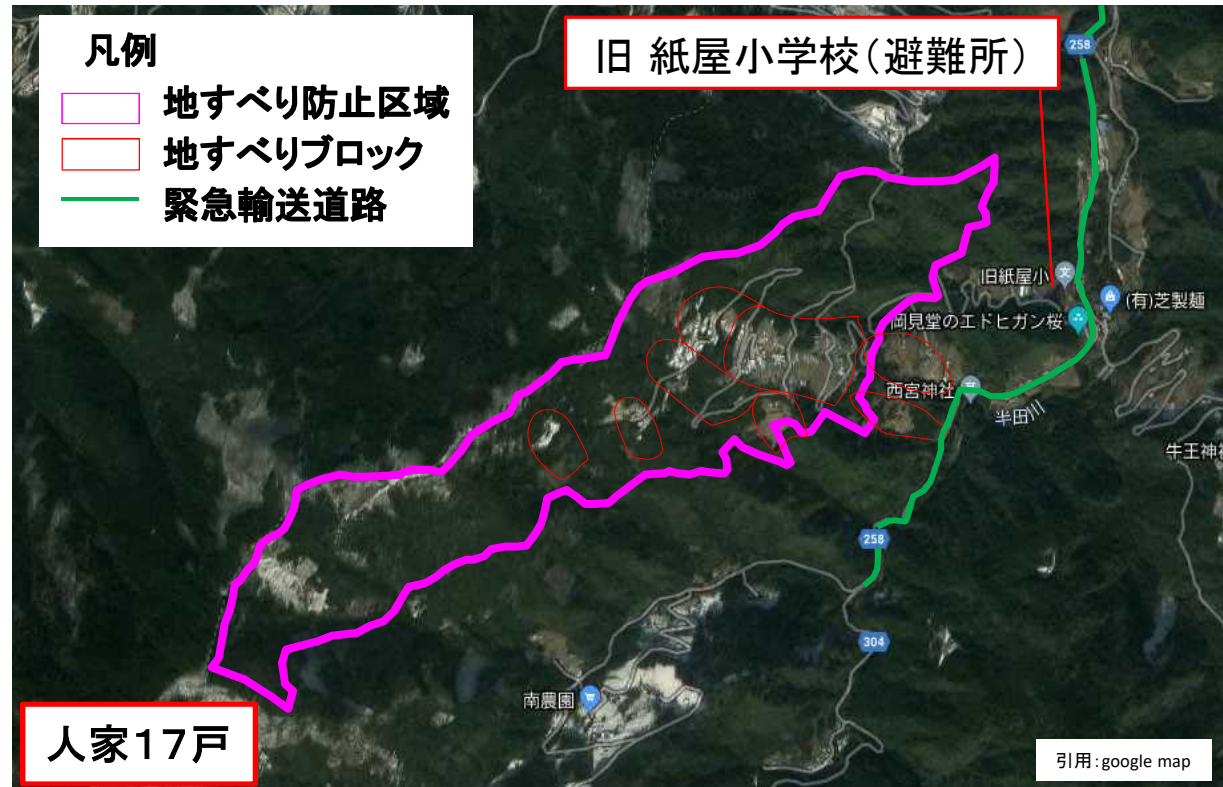 凡例
地すべり防止区域
地すべりブロック
緊急輸送道路
旧 紙屋小学校(避難所)
258
旧紙屋小
(有)芝製麺
岡見堂のエドヒガン桜
西宮神社
半田川
牛王神社
258
304
南農園
人家17戸
引用:google map